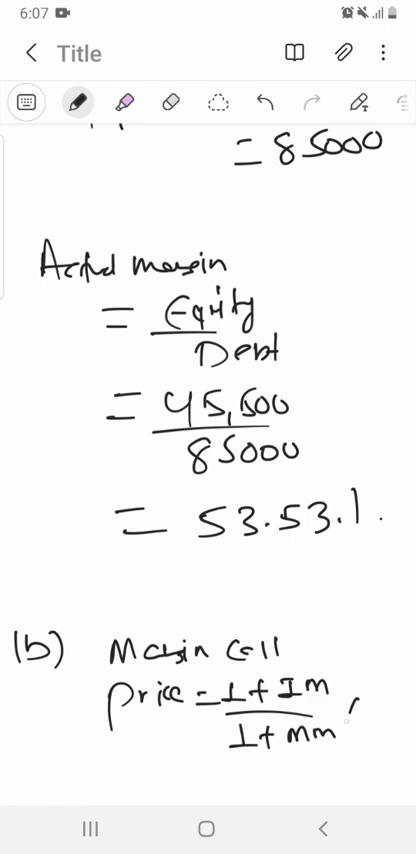 6:07
Title
= 85000
Actual margin
= Equity
Debt
= 45,500
85000
= 53.53.1.
(b) Margin Call
Price = 1 + Im
1 + mm